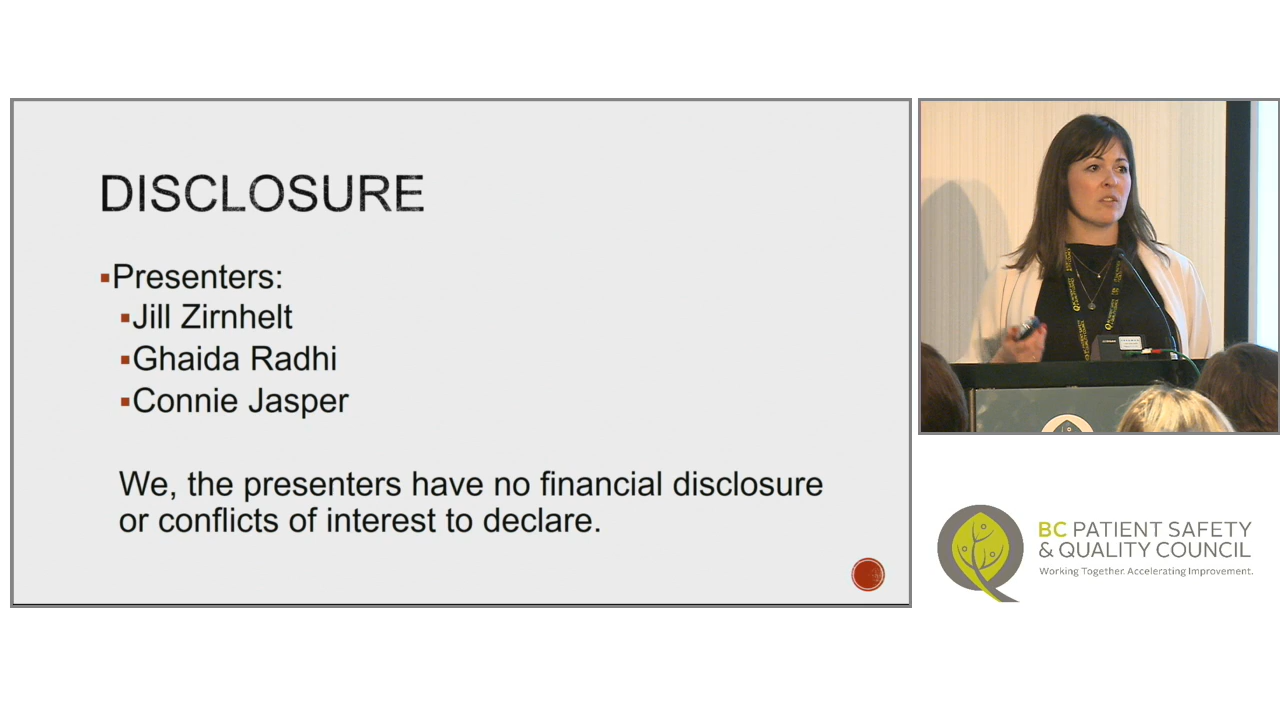 DISCLOSURE
▪Presenters:
▪Jill Zirnhelt
▪Ghaida Radhi
▪Connie Jasper
We, the presenters have no financial disclosure
or conflicts of interest to declare.
BC PATIENT SAFETY
& QUALITY COUNCIL
Working Together. Accelerating Improvement.